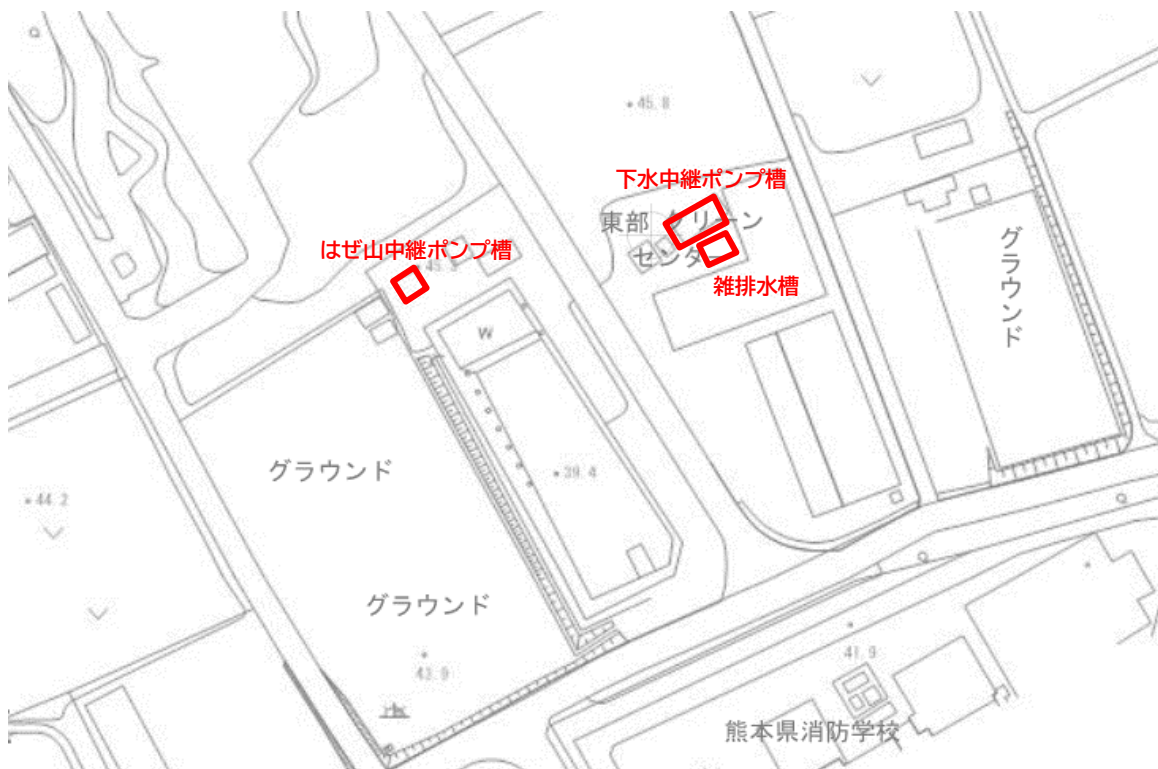 45.8
下水中継ポンプ槽
東部 クリーン
センター
はぜ山中継ポンプ槽
雑排水槽
グラウンド
W
グラウンド
39.4
44.2
グラウンド
43.9
41.9
熊本県消防学校